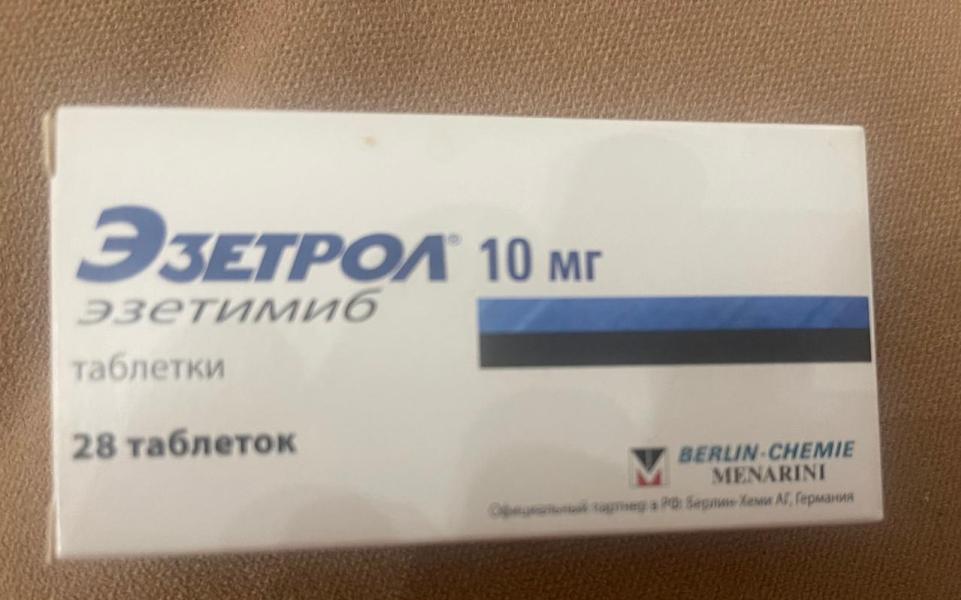 Эзетрол® 10 мг
эзетимиб
таблетки
28 таблеток
BERLIN-CHEMIE
MENARINI
Официальный партнер в РФ: Берлин-Хеми АГ, Германия